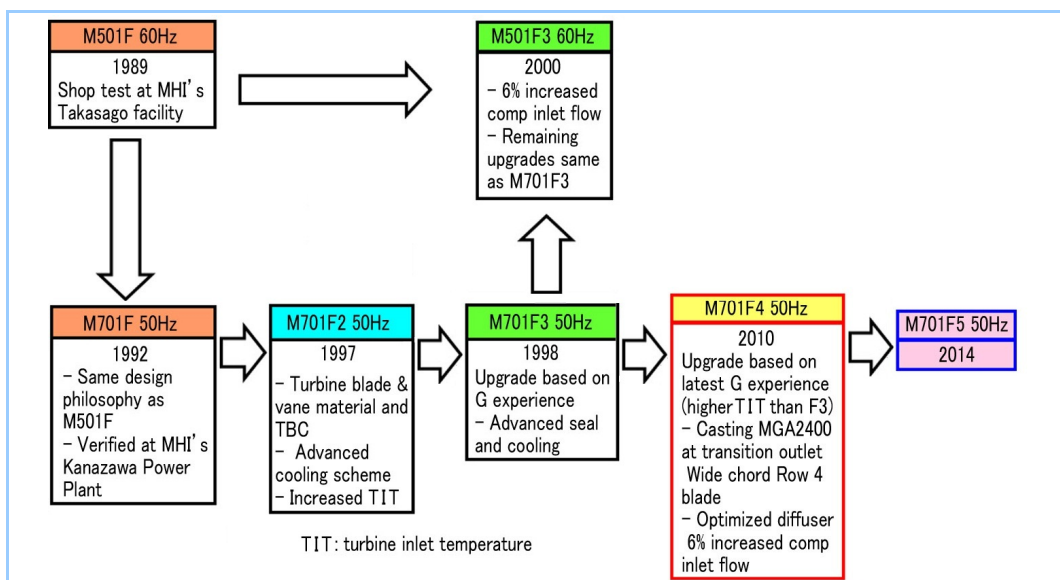 M501F 60Hz
1989
Shop test at MHI's
Takasago facility
M501F3 60Hz
2000
- 6% increased
comp inlet flow
- Remaining
upgrades same
as M701F3
M701F 50Hz
1992
- Same design
philosophy as
M501F
- Verified at MHI's
Kanazawa Power
Plant
M701F2 50Hz
1997
- Turbine blade &
vane material and
TBC
- Advanced
cooling scheme
- Increased TIT
M701F3 50Hz
1998
Upgrade based on
G experience
- Advanced seal
and cooling
M701F4 50Hz
2010
Upgrade based on
latest G experience
(higher TIT than F3)
- Casting MGA2400
at transition outlet
Wide chord Row 4
blade
- Optimized diffuser
6% increased comp
inlet flow
M701F5 50Hz
2014
TIT: turbine inlet temperature